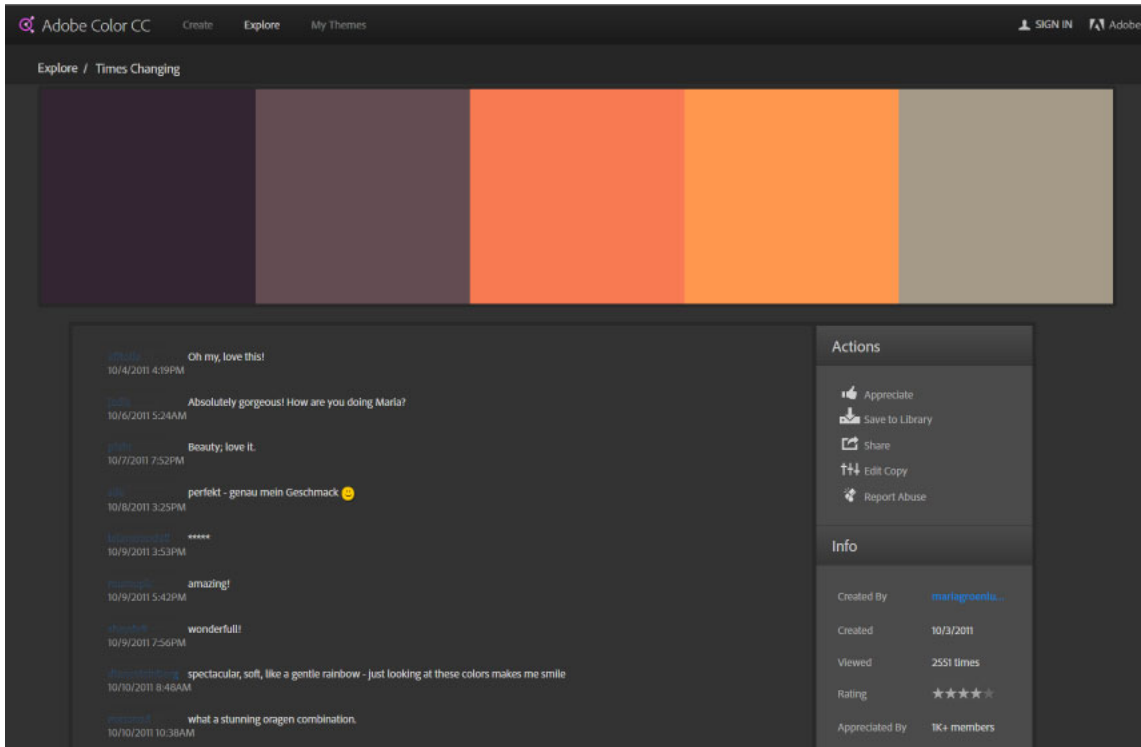 Adobe Color CC Create Explore My Themes SIGN IN Adobe
Explore / Times Changing
Oh my, love this!
10/4/2011 4:19PM
Absolutely gorgeous! How are you doing Maria?
10/6/2011 5:24AM
Beauty; love it.
10/7/2011 7:52PM
perfekt - genau mein Geschmack
10/8/2011 3:25PM
*****
10/9/2011 3:53PM
amazing!
10/9/2011 5:42PM
wonderfull!
10/9/2011 7:56PM
spectacular, soft, like a gentle rainbow - just looking at these colors makes me smile
10/10/2011 8:48AM
what a stunning oragen combination.
10/10/2011 10:38AM
Actions
Appreciate
Save to Library
Share
Edit Copy
Report Abuse
Info
Created By mariagroenlu...
Created 10/3/2011
Viewed 2551 times
Rating
Appreciated By 1K+ members